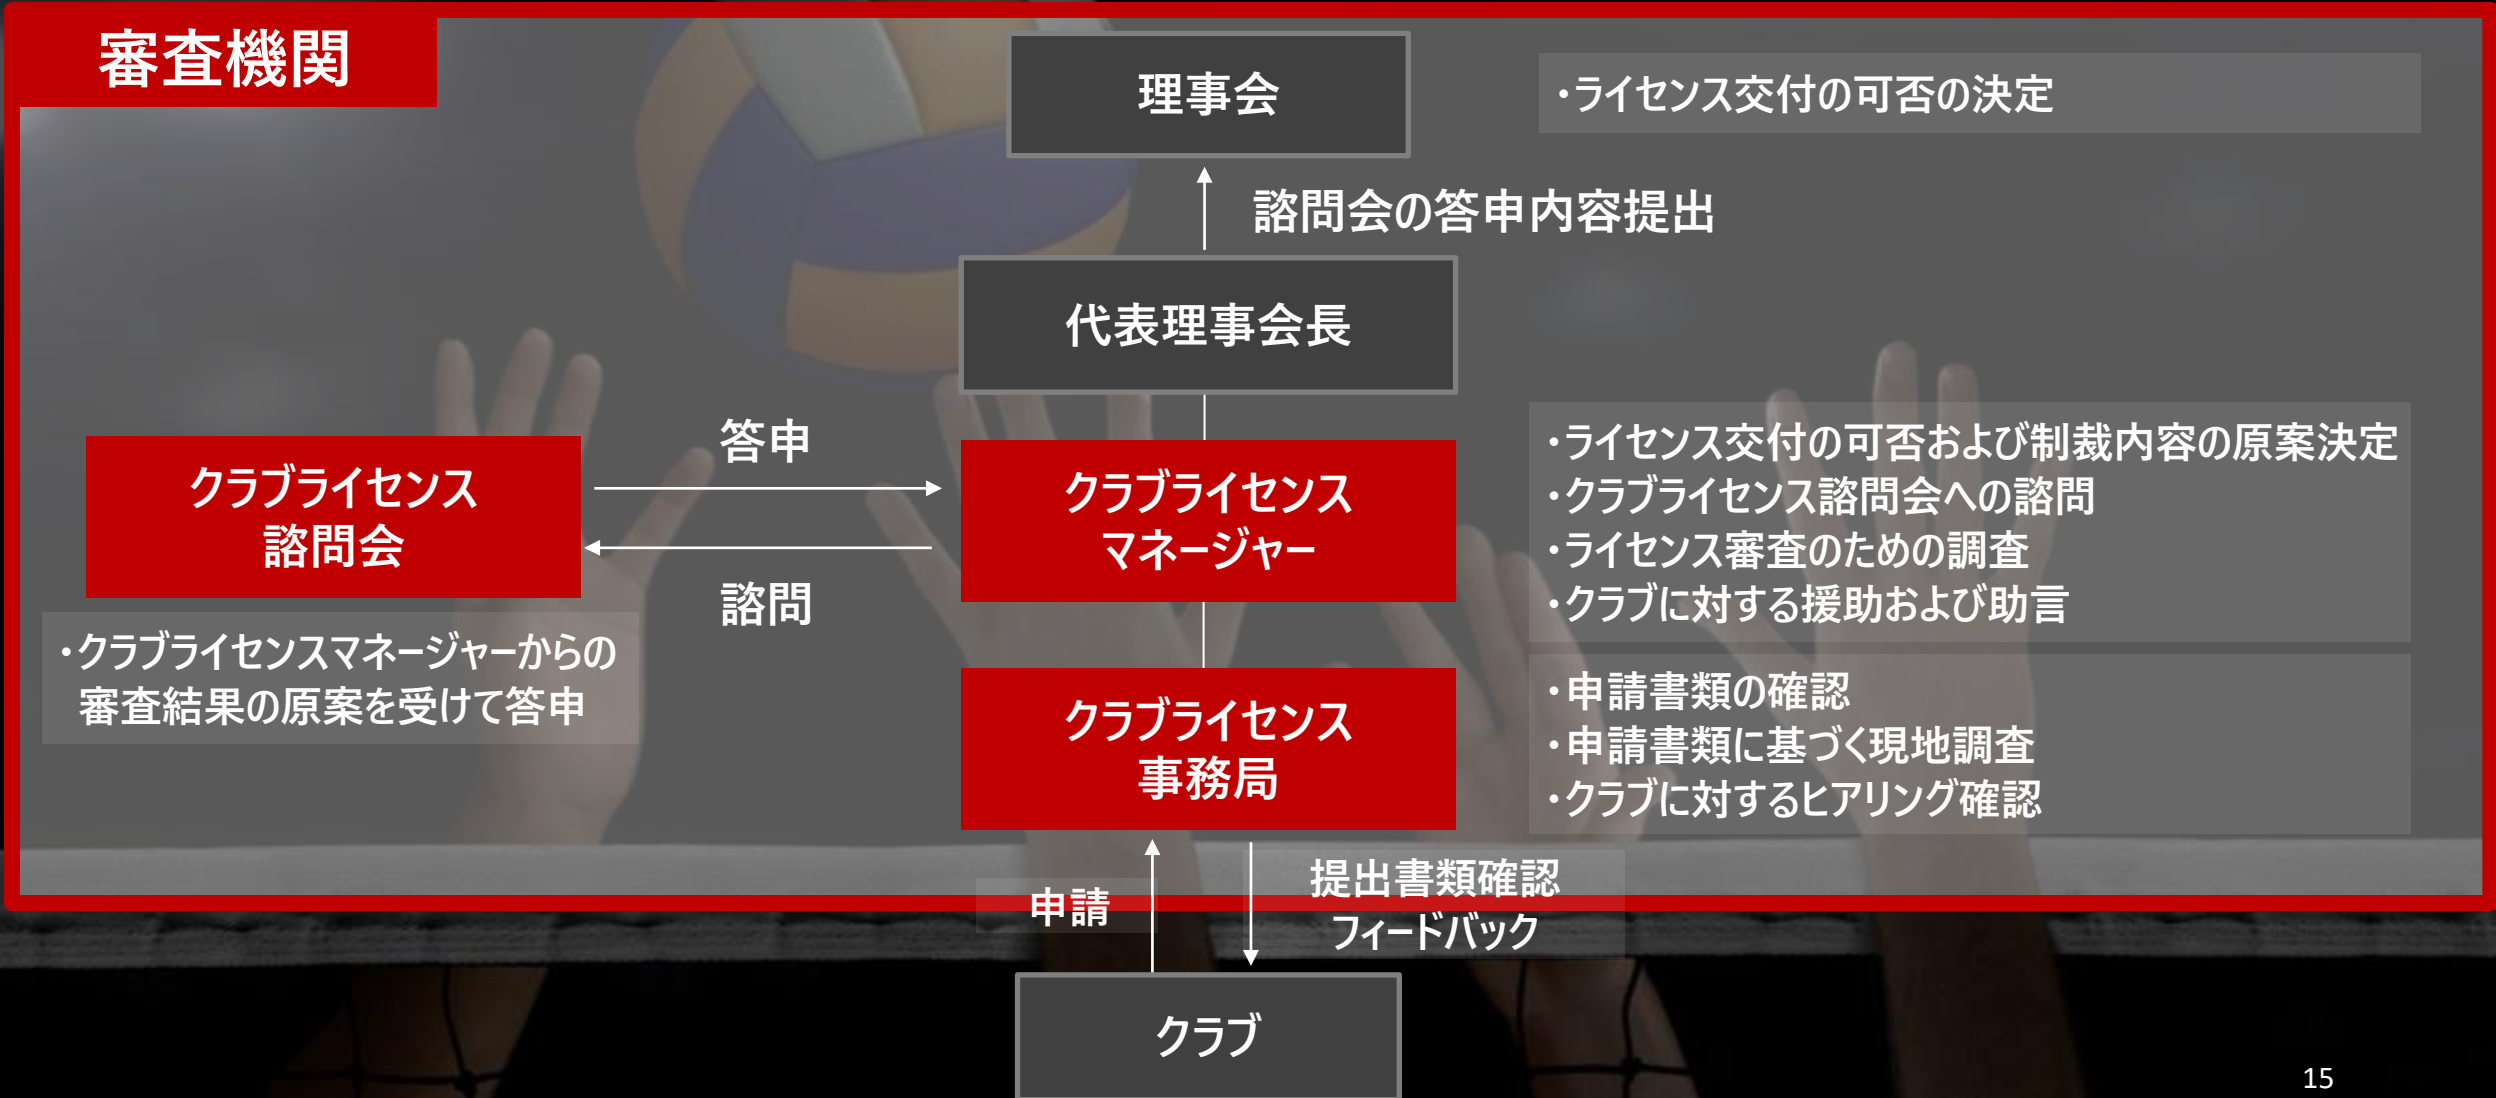 審査機関
理事会
・ライセンス交付の可否の決定
諮問会の答申内容提出
代表理事会長
答申
クラブライセンス
諮問会
クラブライセンス
マネージャー
・ライセンス交付の可否および制裁内容の原案決定
・クラブライセンス諮問会への諮問
・ライセンス審査のための調査
・クラブに対する援助および助言
諮問
・クラブライセンスマネージャーからの
審査結果の原案を受けて答申
クラブライセンス
事務局
・申請書類の確認
・申請書類に基づく現地調査
・クラブに対するヒアリング確認
申請
提出書類確認
フィードバック
クラブ
15